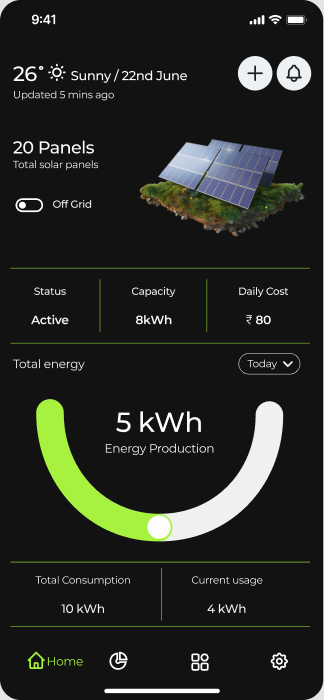 9:41
26° Sunny / 22nd June
Updated 5 mins ago
20 Panels
Total solar panels
Off Grid
Status Capacity Daily Cost
Active 8kWh ₹ 80
Total energy Today
5 kWh
Energy Production
Total Consumption Current usage
10 kWh 4 kWh
Home